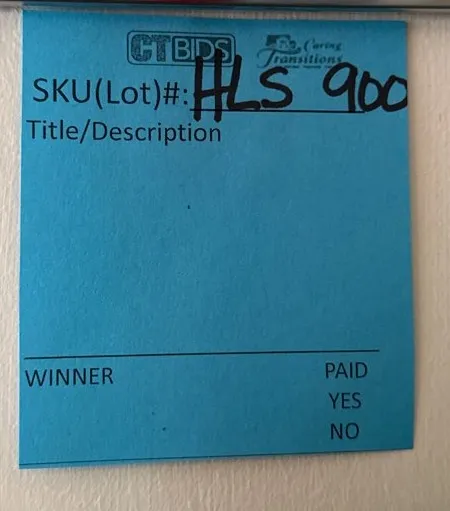 CTBIDS
Caring
Transitions
SKU(Lot)#: HLS 900
Title/Description
WINNER
PAID
YES
NO